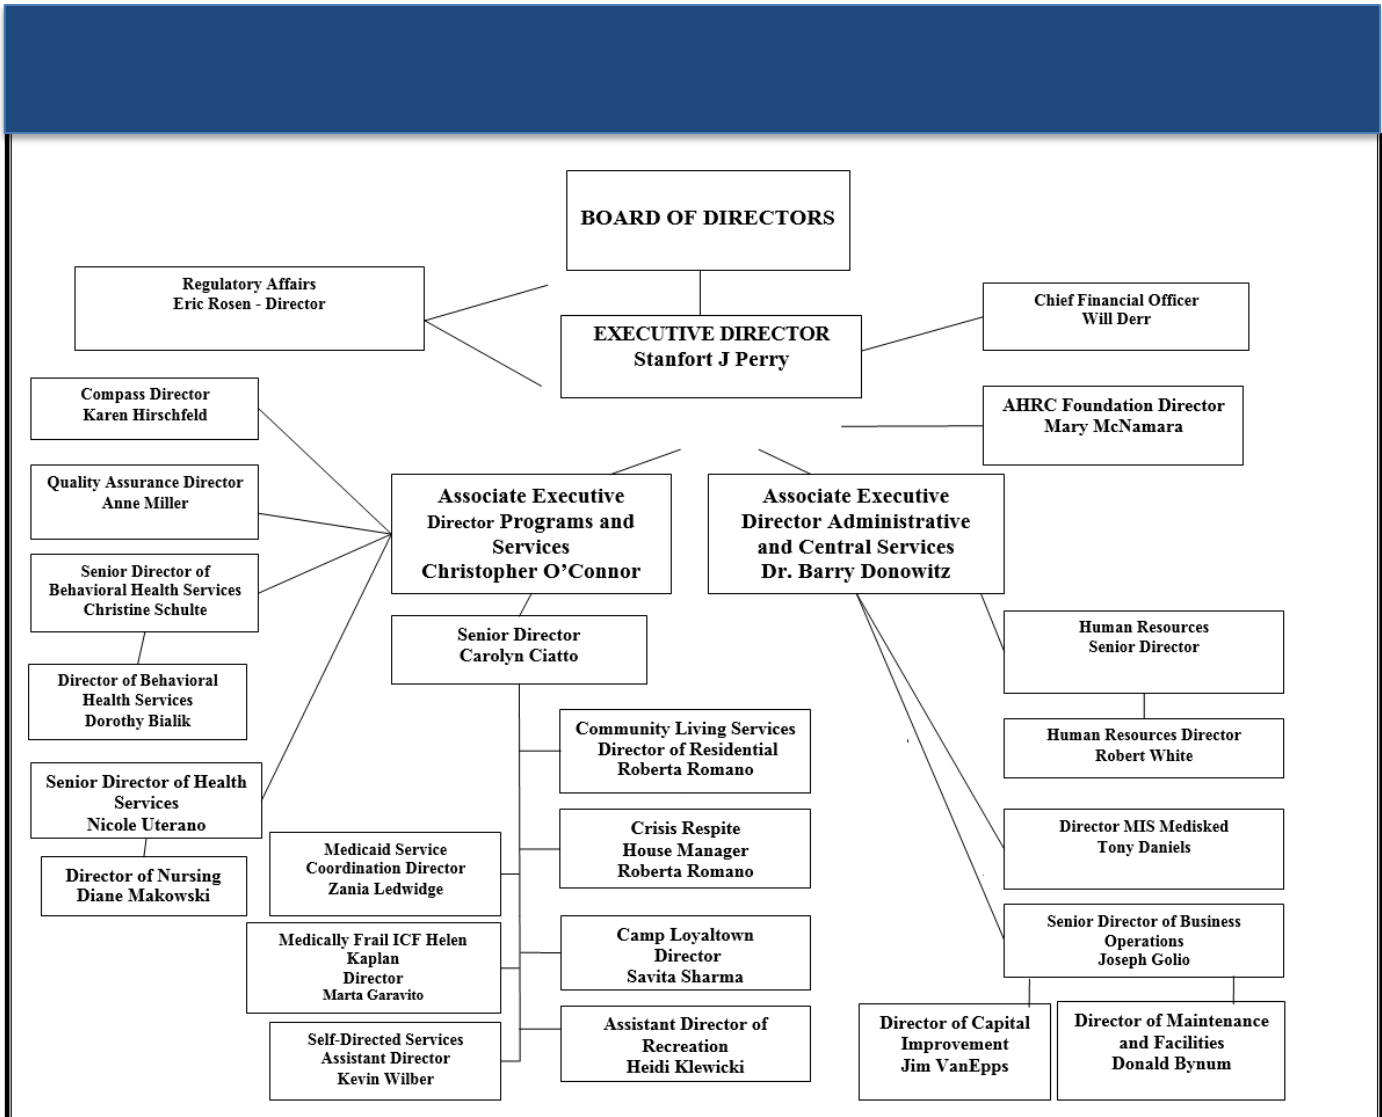 BOARD OF DIRECTORS
Regulatory Affairs
Eric Rosen - Director
EXECUTIVE DIRECTOR
Stanfort J Perry
Chief Financial Officer
Will Derr
Compass Director
Karen Hirschfeld
AHRC Foundation Director
Mary McNamara
Quality Assurance Director
Anne Miller
Associate Executive
Director Programs and
Services
Christopher O’Connor
Associate Executive
Director Administrative
and Central Services
Dr. Barry Donowitz
Senior Director of
Behavioral Health Services
Christine Schulte
Senior Director
Carolyn Ciatto
Human Resources
Senior Director
Director of Behavioral
Health Services
Dorothy Bialik
Community Living Services
Director of Residential
Roberta Romano
Human Resources Director
Robert White
Senior Director of Health
Services
Nicole Uterano
Crisis Respite
House Manager
Roberta Romano
Director MIS Medisked
Tony Daniels
Medicaid Service
Coordination Director
Zania Ledwidge
Director of Nursing
Diane Makowski
Senior Director of Business
Operations
Joseph Golio
Medically Frail ICF Helen
Kaplan
Director
Marta Garavito
Camp Loyaltown
Director
Savita Sharma
Self-Directed Services
Assistant Director
Kevin Wilber
Assistant Director of
Recreation
Heidi Klewicki
Director of Capital
Improvement
Jim VanEpps
Director of Maintenance
and Facilities
Donald Bynum